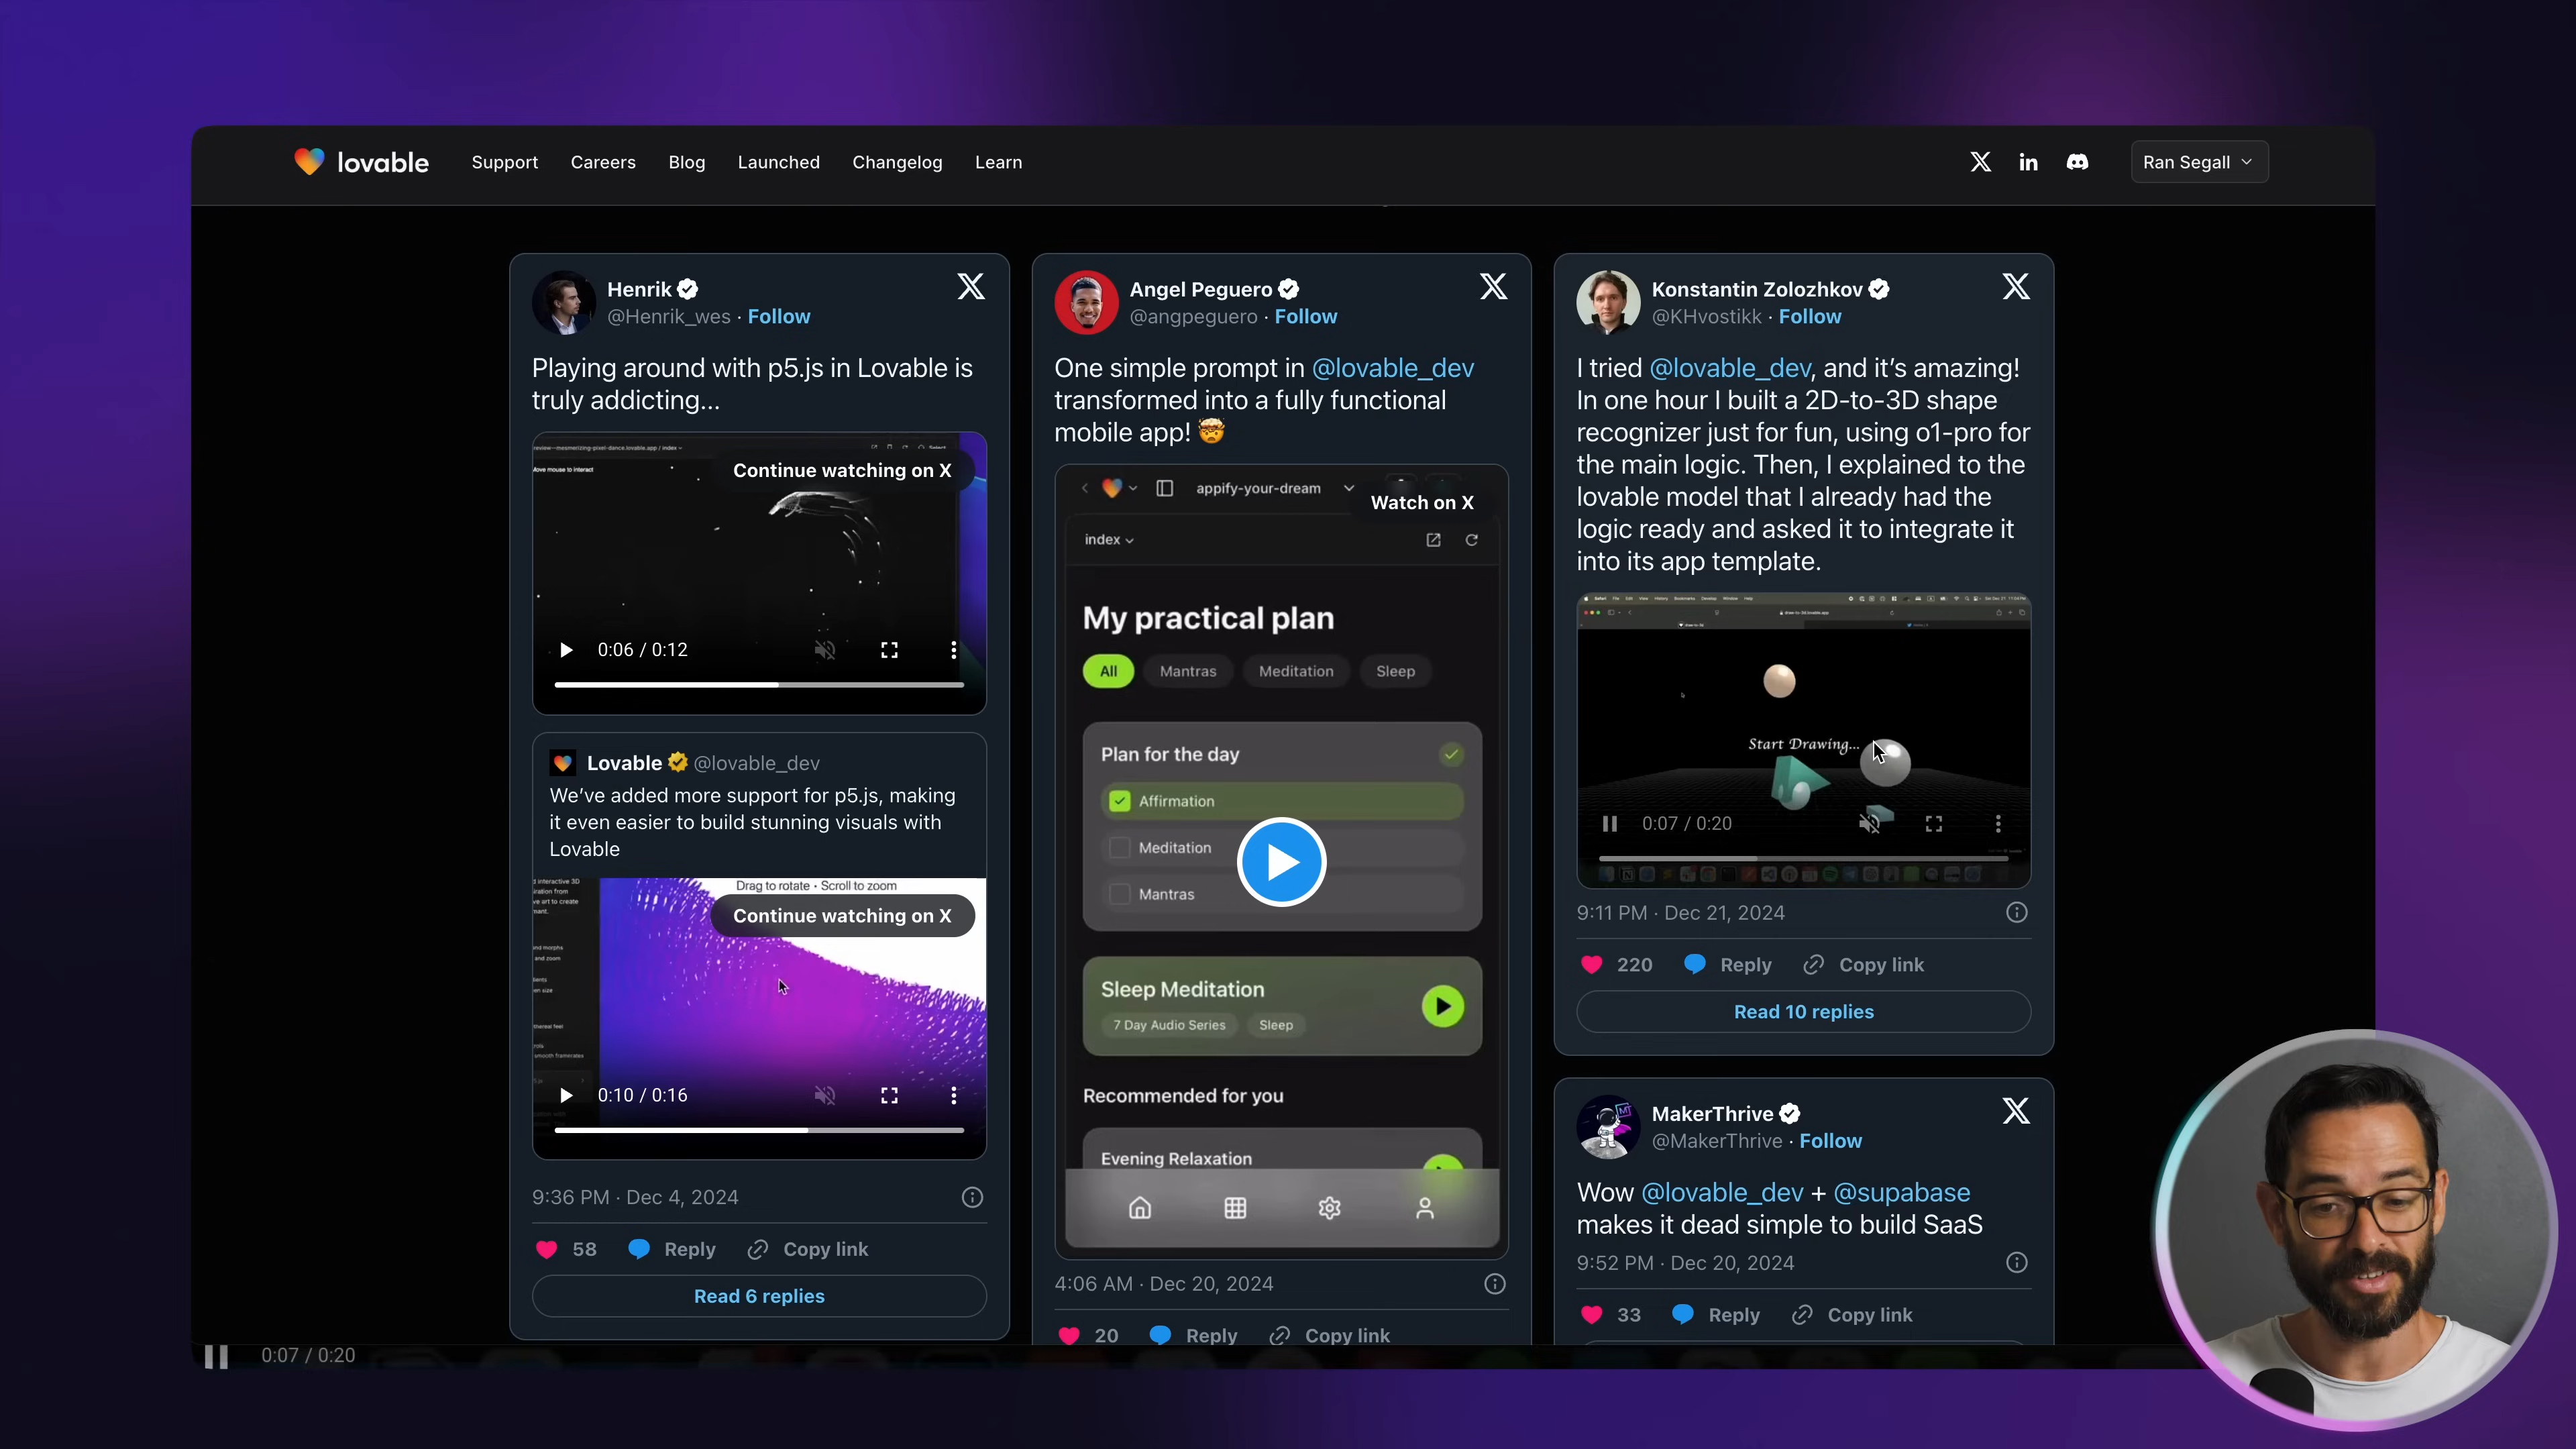 lovable
Support
Careers
Blog
Launched
Changelog
Learn
Ran Segall
Henrik
@Henrik_wes · Follow
Playing around with p5.js in Lovable is
truly addicting...
Move mouse to interact
Continue watching on X
0:06 / 0:12
Lovable @lovable_dev
We've added more support for p5.js, making
it even easier to build stunning visuals with
Lovable
Drag to rotate • Scroll to zoom
Continue watching on X
0:10 / 0:16
9:36 PM · Dec 4, 2024
58
Reply
Copy link
Read 6 replies
Angel Peguero
@angpeguero · Follow
One simple prompt in @lovable_dev
transformed into a fully functional
mobile app! 🤯
appify-your-dream
Watch on X
index
My practical plan
All
Mantras
Meditation
Sleep
Plan for the day
Affirmation
Meditation
Mantras
Sleep Meditation
7 Day Audio Series
Sleep
Recommended for you
Evening Relaxation
4:06 AM · Dec 20, 2024
20
Reply
Copy link
Konstantin Zolozhkov
@KHvostikk · Follow
I tried @lovable_dev, and it's amazing!
In one hour I built a 2D-to-3D shape
recognizer just for fun, using o1-pro for
the main logic. Then, I explained to the
lovable model that I already had the
logic ready and asked it to integrate it
into its app template.
Start Drawing...
0:07 / 0:20
9:11 PM · Dec 21, 2024
220
Reply
Copy link
Read 10 replies
MakerThrive
@MakerThrive · Follow
Wow @lovable_dev + @supabase
makes it dead simple to build SaaS
9:52 PM · Dec 20, 2024
33
Reply
Copy link
0:07 / 0:20